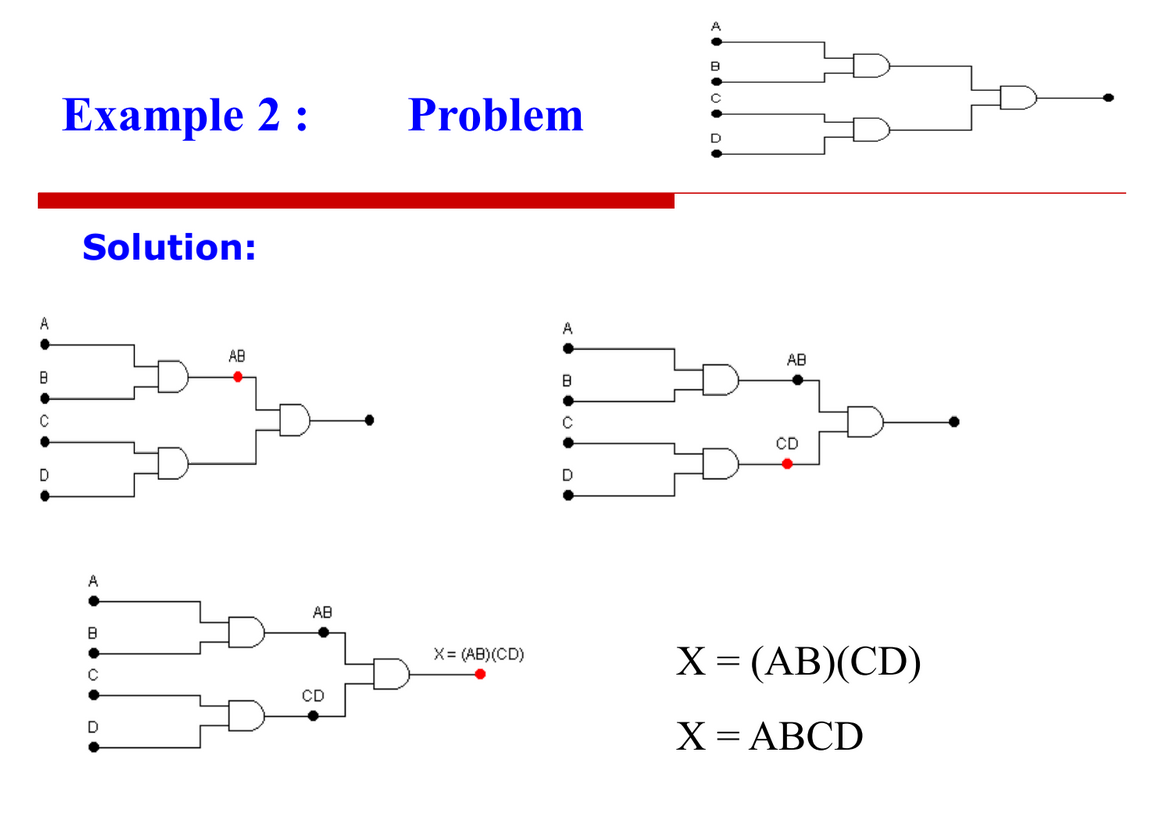 A
B
C
D
Example 2 : Problem
Solution:
A
AB
B
C
D
A
AB
B
C
CD
D
A
AB
B
X = (AB)(CD)
C
CD
D
X = (AB)(CD)
X = ABCD